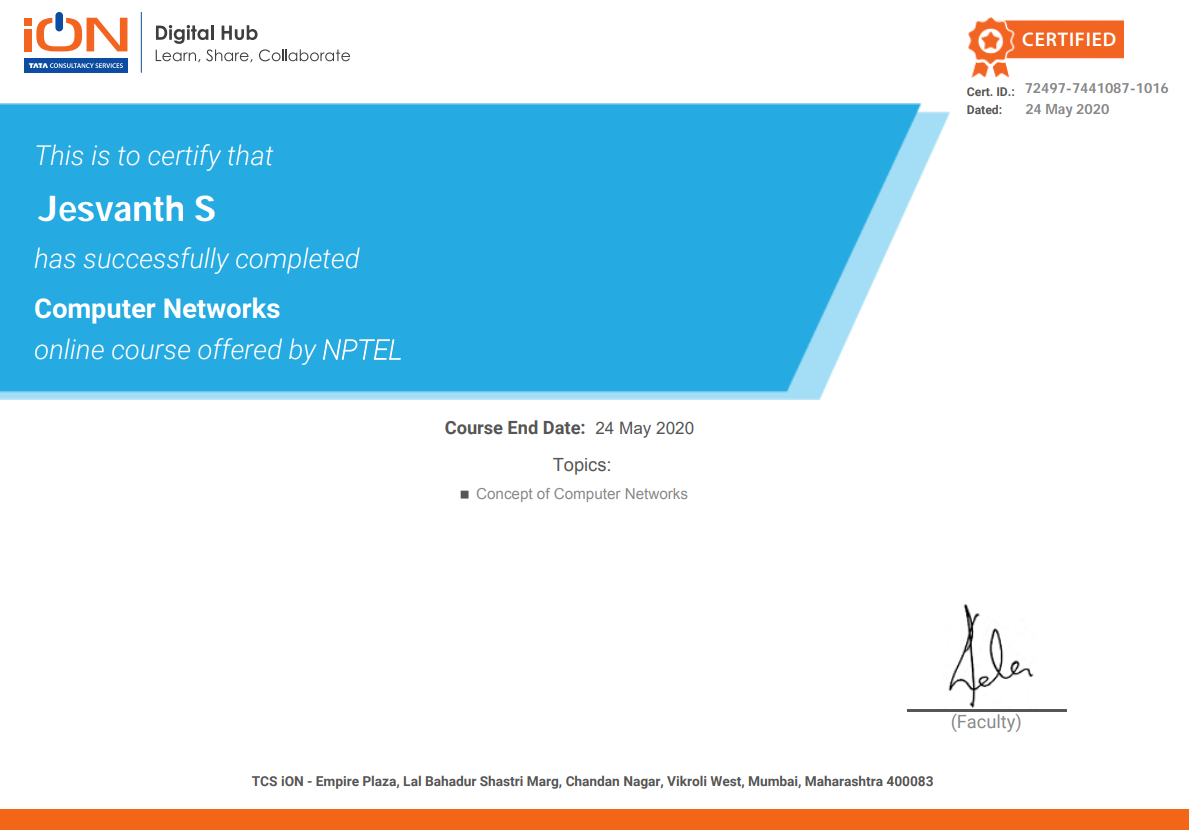 iON
TATA CONSULTANCY SERVICES
Digital Hub
Learn, Share, Collaborate
CERTIFIED
Cert. ID.: 72497-7441087-1016
Dated: 24 May 2020
This is to certify that
Jesvanth S
has successfully completed
Computer Networks
online course offered by NPTEL
Course End Date: 24 May 2020
Topics:
■ Concept of Computer Networks
(Faculty)
TCS iON - Empire Plaza, Lal Bahadur Shastri Marg, Chandan Nagar, Vikroli West, Mumbai, Maharashtra 400083